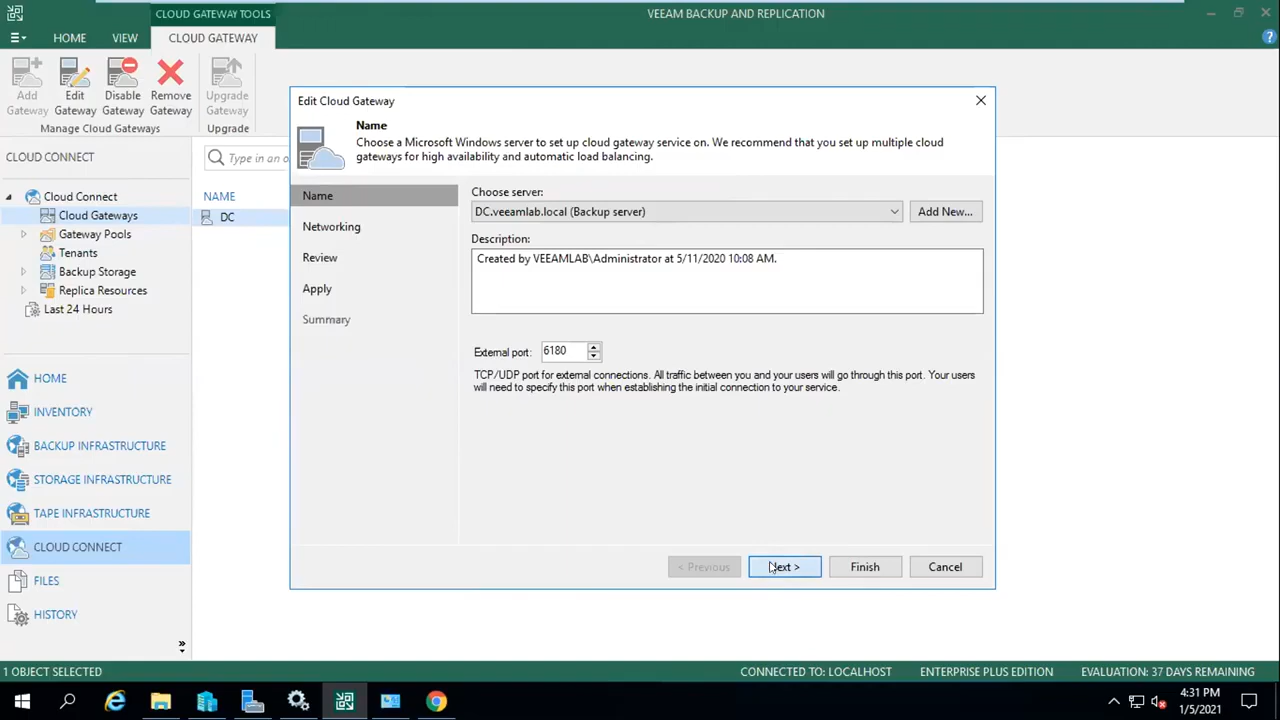 CLOUD GATEWAY TOOLS
VEEAM BACKUP AND REPLICATION
HOME
VIEW
CLOUD GATEWAY
Add Gateway
Edit Gateway
Disable Gateway
Remove Gateway
Upgrade Gateway
Manage Cloud Gateways
Upgrade
CLOUD CONNECT
Cloud Connect
Cloud Gateways
Gateway Pools
Tenants
Backup Storage
Replica Resources
Last 24 Hours
HOME
INVENTORY
BACKUP INFRASTRUCTURE
STORAGE INFRASTRUCTURE
TAPE INFRASTRUCTURE
CLOUD CONNECT
FILES
HISTORY
Type in an o
NAME
DC
Edit Cloud Gateway
Name
Choose a Microsoft Windows server to set up cloud gateway service on. We recommend that you set up multiple cloud
gateways for high availability and automatic load balancing.
Name
Networking
Review
Apply
Summary
Choose server:
DC.veeamlab.local (Backup server)
Add New...
Description:
Created by VEEAMLAB\Administrator at 5/11/2020 10:08 AM.
External port: 6180
TCP/UDP port for external connections. All traffic between you and your users will go through this port. Your users
will need to specify this port when establishing the initial connection to your service.
< Previous
Next >
Finish
Cancel
1 OBJECT SELECTED
CONNECTED TO: LOCALHOST
ENTERPRISE PLUS EDITION
EVALUATION: 37 DAYS REMAINING
4:31 PM
1/5/2021